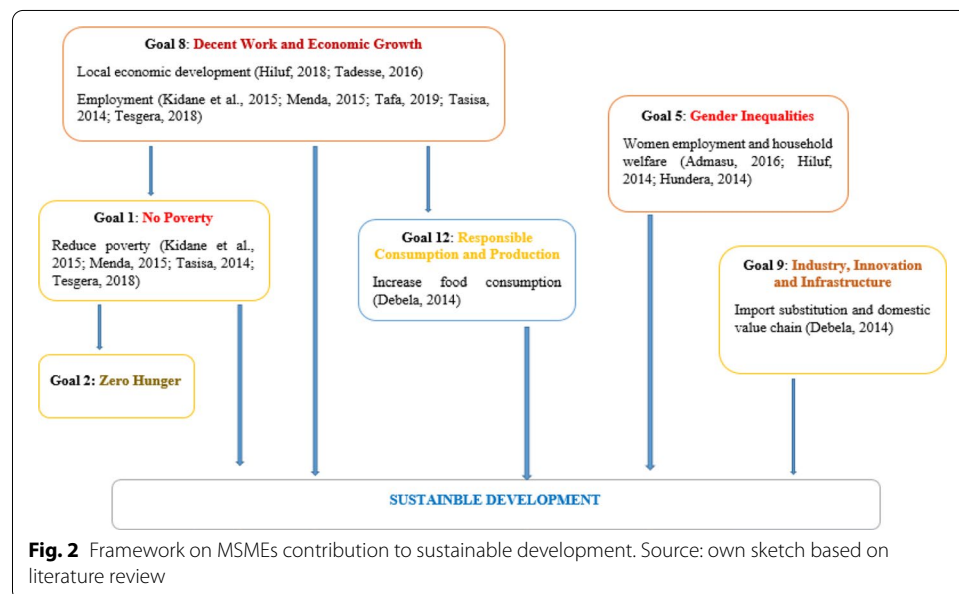 Goal 8: Decent Work and Economic Growth
Local economic development (Hiluf, 2018; Tadesse, 2016)
Employment (Kidane et al., 2015; Menda, 2015; Tafa, 2019; Tasisa,
2014; Tesgera, 2018)
Goal 5: Gender Inequalities
Women employment and household
welfare (Admasu, 2016; Hiluf,
2014; Hundera, 2014)
Goal 1: No Poverty
Reduce poverty (Kidane et al.,
2015; Menda, 2015; Tasisa, 2014;
Tesgera, 2018)
Goal 12: Responsible
Consumption and Production
Increase food consumption
(Debela, 2014)
Goal 9: Industry, Innovation
and Infrastructure
Import substitution and domestic
value chain (Debela, 2014)
Goal 2: Zero Hunger
SUSTAINBLE DEVELOPMENT
Fig. 2 Framework on MSMEs contribution to sustainable development. Source: own sketch based on
literature review